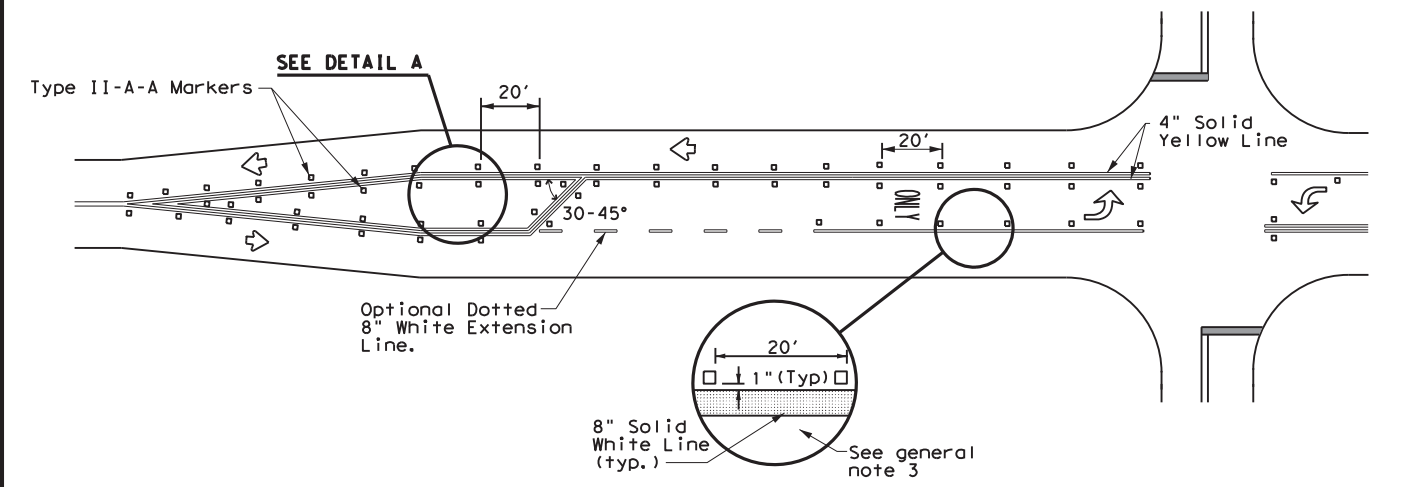 SEE DETAIL A
Type II-A-A Markers
20'
20'
4" Solid
Yellow Line
ONLY
30-45°
Optional Dotted
8" White Extension
Line.
20'
1"(Typ)
8" Solid
White Line
(typ.)
See general
note 3